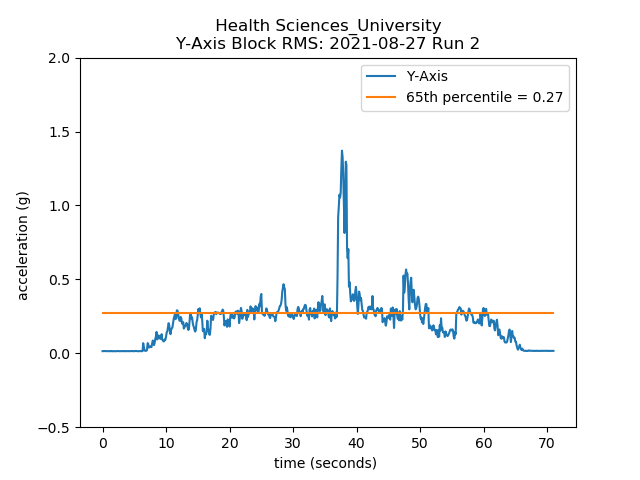 Health Sciences_University
Y-Axis Block RMS: 2021-08-27 Run 2
2.0
1.5
1.0
0.5
0.0
−0.5
acceleration (g)
Y-Axis
65th percentile = 0.27
0 10 20 30 40 50 60 70
time (seconds)